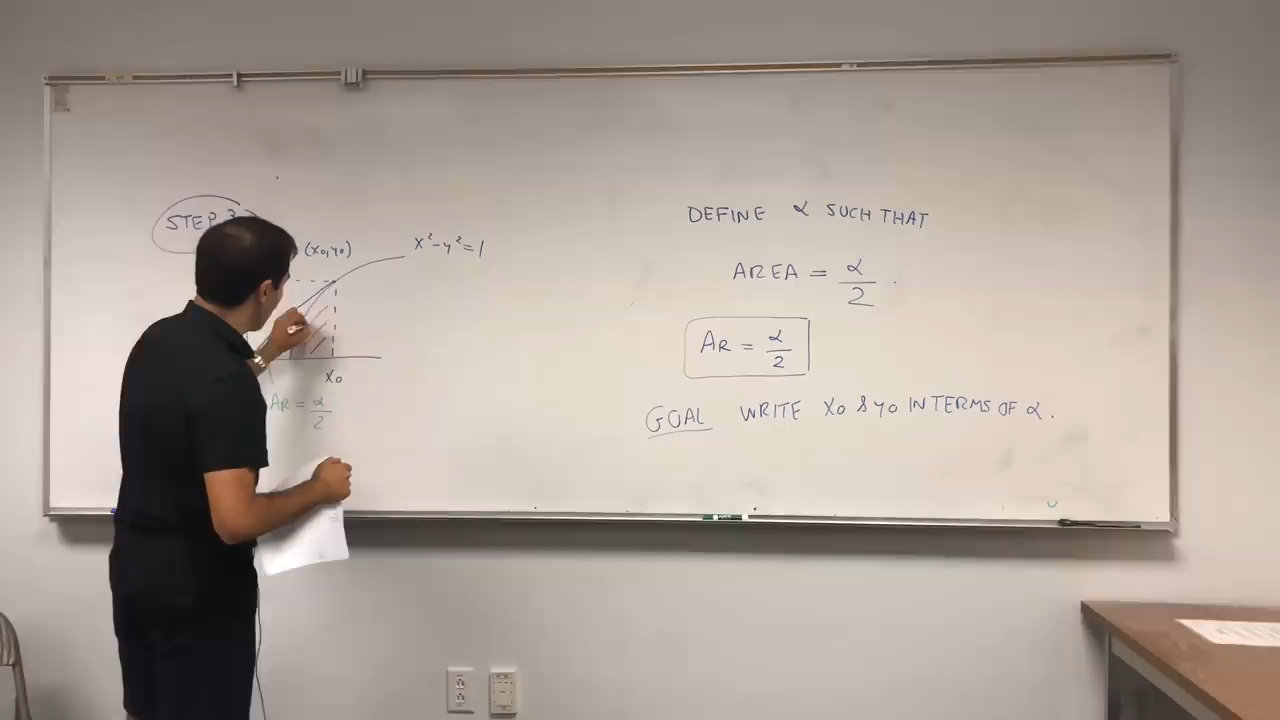 STEP 3
(x0,y0)
x²-y²=1
x0
AR = α/2
DEFINE α SUCH THAT
AREA = α/2.
AR = α/2
GOAL WRITE x0 & y0 IN TERMS OF α.